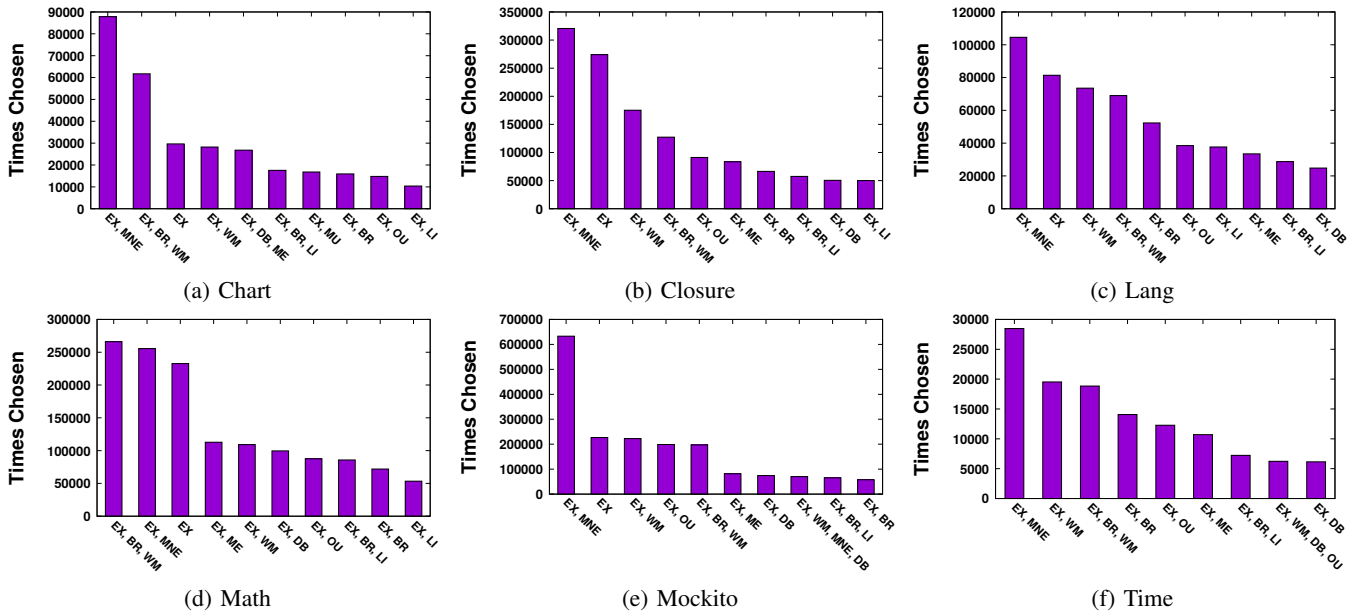 Times Chosen
90000
80000
70000
60000
50000
40000
30000
20000
10000
0
EX, MNE
EX, BR, WM
EX
EX, WM
EX, DB, ME
EX, BR, LI
EX, MU
EX, BR
EX, OU
EX, LI
(a) Chart
Times Chosen
350000
300000
250000
200000
150000
100000
50000
0
EX, MNE
EX
EX, WM
EX, BR, WM
EX, OU
EX, ME
EX, BR
EX, BR, LI
EX, DB
EX, LI
(b) Closure
Times Chosen
120000
100000
80000
60000
40000
20000
0
EX, MNE
EX
EX, WM
EX, BR, WM
EX, BR
EX, OU
EX, LI
EX, ME
EX, BR, LI
EX, DB
(c) Lang
Times Chosen
300000
250000
200000
150000
100000
50000
0
EX, BR, WM
EX, MNE
EX
EX, ME
EX, WM
EX, DB
EX, OU
EX, BR, LI
EX, BR
EX, LI
(d) Math
Times Chosen
700000
600000
500000
400000
300000
200000
100000
0
EX, MNE
EX
EX, WM
EX, OU
EX, BR, WM
EX, ME
EX, DB
EX, WM, MNE, DB
EX, BR, LI
EX, BR
(e) Mockito
Times Chosen
30000
25000
20000
15000
10000
5000
0
EX, MNE
EX, WM
EX, BR, WM
EX, BR
EX, OU
EX, ME
EX, BR, LI
EX, WM, DB, OU
EX, DB
(f) Time